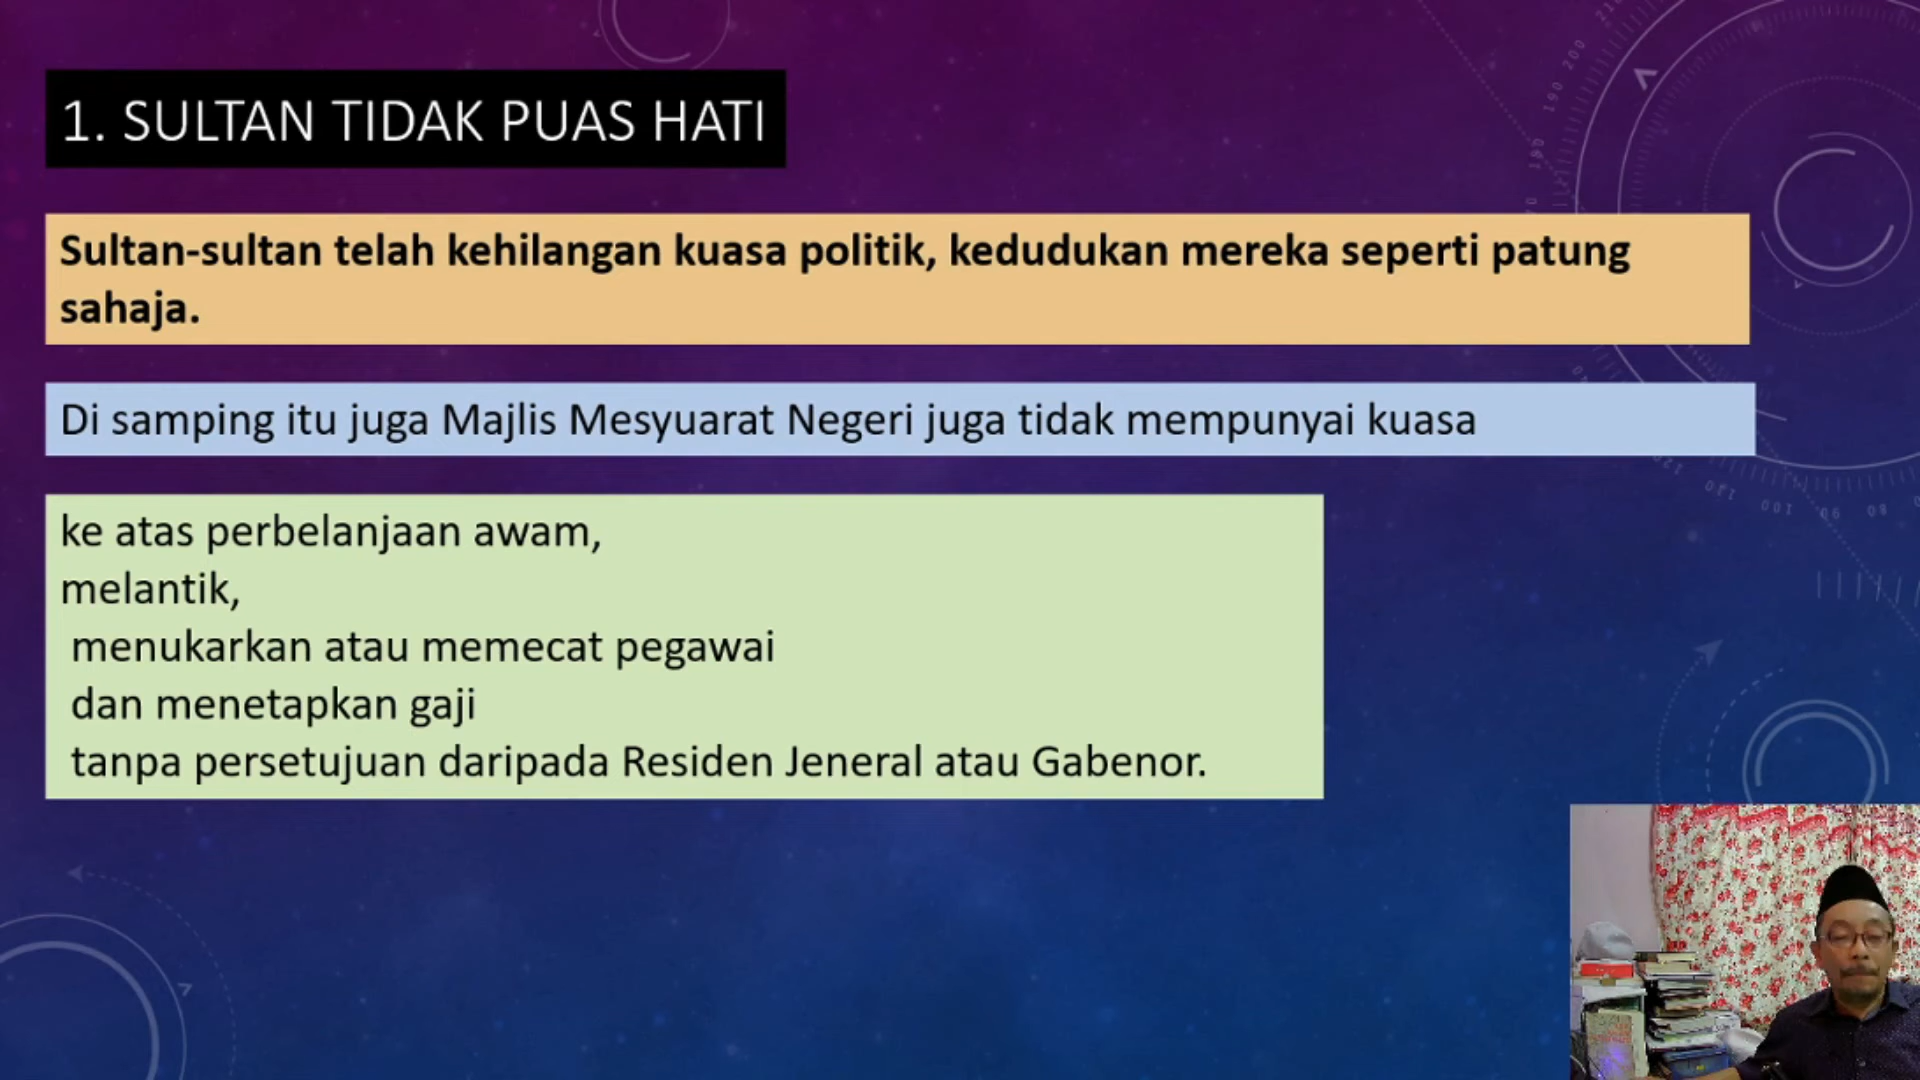 1. SULTAN TIDAK PUAS HATI
Sultan-sultan telah kehilangan kuasa politik, kedudukan mereka seperti patung
sahaja.
Di samping itu juga Majlis Mesyuarat Negeri juga tidak mempunyai kuasa
ke atas perbelanjaan awam,
melantik,
menukarkan atau memecat pegawai
dan menetapkan gaji
tanpa persetujuan daripada Residen Jeneral atau Gabenor.